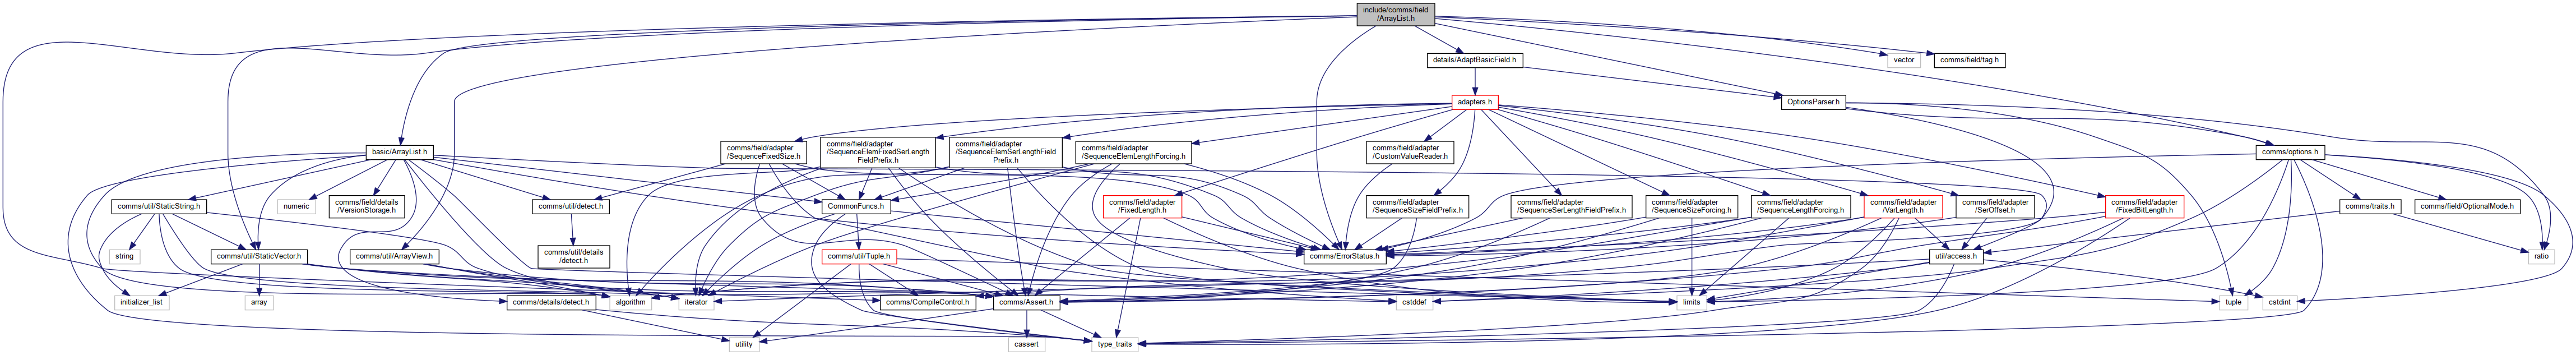 include/comms/field
/ArrayList.h
details/AdaptBasicField.h
vector
comms/field/tag.h
adapters.h
OptionsParser.h
basic/ArrayList.h
comms/field/adapter
/SequenceFixedSize.h
comms/field/adapter
/SequenceElemFixedSerLength
FieldPrefix.h
comms/field/adapter
/SequenceElemSerLengthField
Prefix.h
comms/field/adapter
/SequenceElemLengthForcing.h
comms/field/adapter
/CustomValueReader.h
comms/options.h
comms/util/StaticString.h
numeric
comms/field/details
/VersionStorage.h
comms/util/detect.h
CommonFuncs.h
comms/field/adapter
/FixedLength.h
comms/field/adapter
/SequenceSizeFieldPrefix.h
comms/field/adapter
/SequenceSerLengthFieldPrefix.h
comms/field/adapter
/SequenceSizeForcing.h
comms/field/adapter
/SequenceLengthForcing.h
comms/field/adapter
/VarLength.h
comms/field/adapter
/SerOffset.h
comms/field/adapter
/FixedBitLength.h
comms/traits.h
comms/field/OptionalMode.h
string
comms/util/StaticVector.h
comms/util/ArrayView.h
comms/util/details
/detect.h
comms/util/Tuple.h
comms/ErrorStatus.h
util/access.h
ratio
initializer_list
array
comms/details/detect.h
algorithm
iterator
comms/CompileControl.h
comms/Assert.h
cstddef
limits
tuple
cstdint
utility
cassert
type_traits